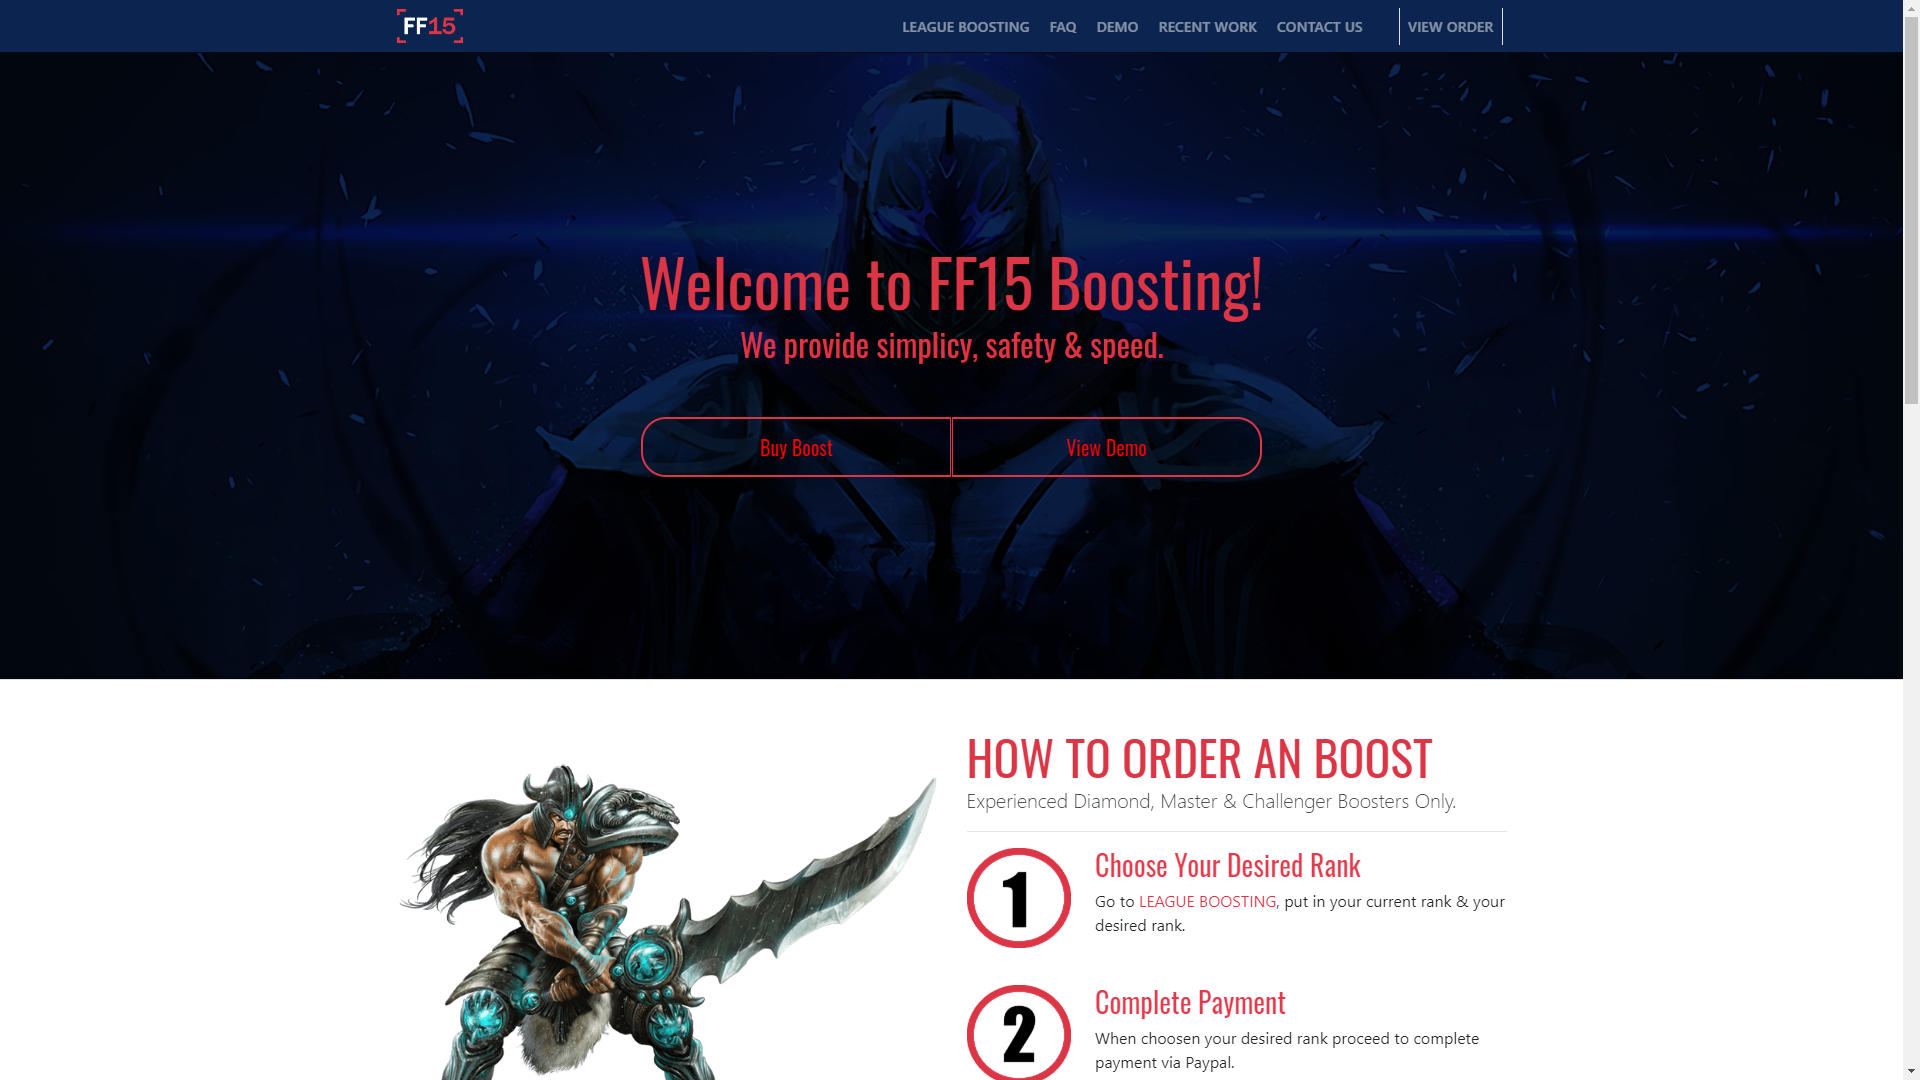 FF15
LEAGUE BOOSTING
FAQ
DEMO
RECENT WORK
CONTACT US
VIEW ORDER
Welcome to FF15 Boosting!
We provide simplicy, safety & speed.
Buy Boost
View Demo
HOW TO ORDER AN BOOST
Experienced Diamond, Master & Challenger Boosters Only.
1
Choose Your Desired Rank
Go to LEAGUE BOOSTING, put in your current rank & your
desired rank.
2
Complete Payment
When choosen your desired rank proceed to complete
payment via Paypal.